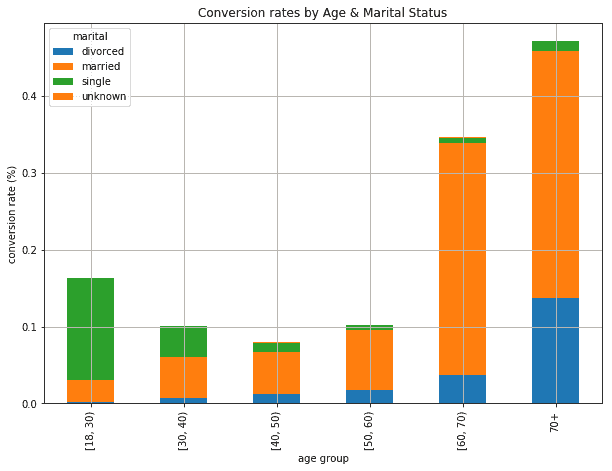 Conversion rates by Age & Marital Status
marital
divorced
married
single
unknown
conversion rate (%)
0.4
0.3
0.2
0.1
0.0
[18, 30)
[30, 40)
[40, 50)
[50, 60)
[60, 70)
70+
age group